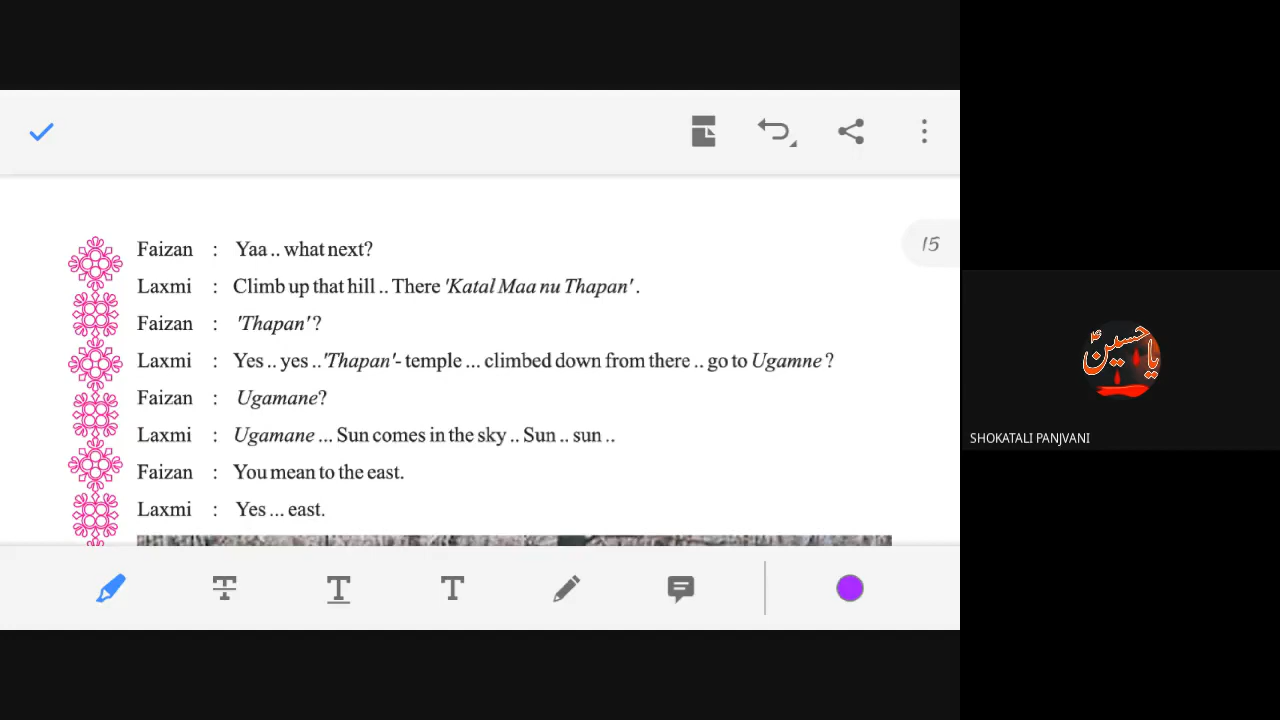 15
Faizan : Yaa .. what next?
Laxmi : Climb up that hill .. There 'Katal Maa nu Thapan' .
Faizan : 'Thapan'?
Laxmi : Yes .. yes ..'Thapan'- temple ... climbed down from there .. go to Ugamne ?
Faizan : Ugamane?
Laxmi : Ugamane ... Sun comes in the sky .. Sun .. sun ..
Faizan : You mean to the east.
Laxmi : Yes ... east.
یا حسین ؑ
SHOKATALI PANJVANI